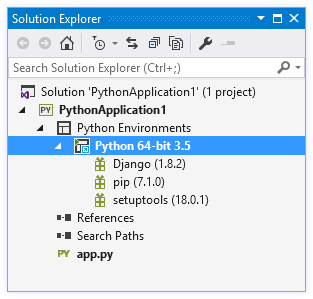 Solution Explorer
Search Solution Explorer (Ctrl+;)
Solution 'PythonApplication1' (1 project)
PythonApplication1
Python Environments
Python 64-bit 3.5
Django (1.8.2)
pip (7.1.0)
setuptools (18.0.1)
References
Search Paths
PY app.py